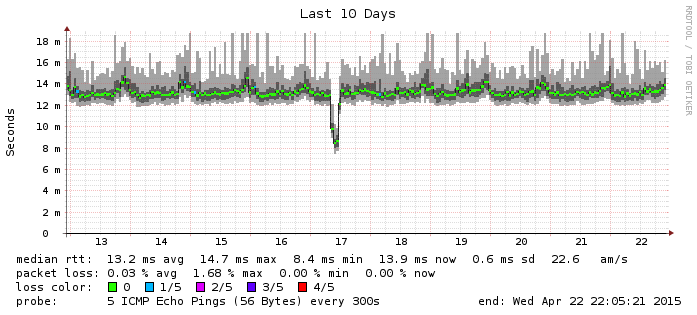 Last 10 Days
RRDTOOL / TOBI OETIKER
Seconds
18 m
16 m
14 m
12 m
10 m
8 m
6 m
4 m
2 m
0
13 14 15 16 17 18 19 20 21 22
median rtt: 13.2 ms avg 14.7 ms max 8.4 ms min 13.9 ms now 0.6 ms sd 22.6 am/s
packet loss: 0.03 % avg 1.68 % max 0.00 % min 0.00 % now
loss color: 0 1/5 2/5 3/5 4/5
probe: 5 ICMP Echo Pings (56 Bytes) every 300s end: Wed Apr 22 22:05:21 2015